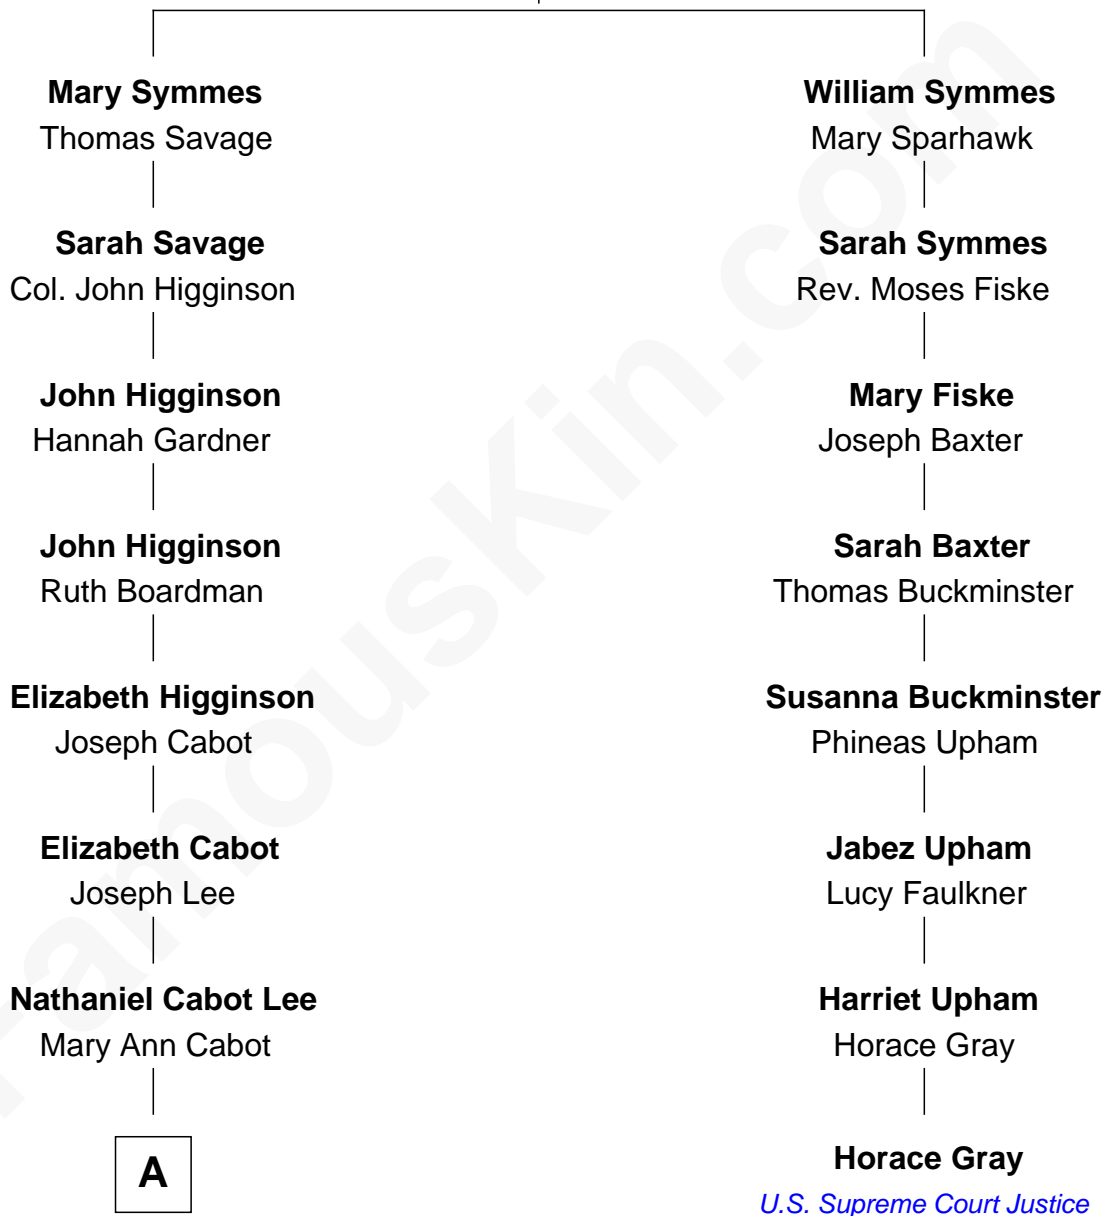 Mary Symmes
Thomas Savage
William Symmes
Mary Sparhawk
Sarah Savage
Col. John Higginson
Sarah Symmes
Rev. Moses Fiske
John Higginson
Hannah Gardner
Mary Fiske
Joseph Baxter
John Higginson
Ruth Boardman
Sarah Baxter
Thomas Buckminster
Elizabeth Higginson
Joseph Cabot
Susanna Buckminster
Phineas Upham
Elizabeth Cabot
Joseph Lee
Jabez Upham
Lucy Faulkner
Nathaniel Cabot Lee
Mary Ann Cabot
Harriet Upham
Horace Gray
A
Horace Gray
U.S. Supreme Court Justice
FamousKin.com